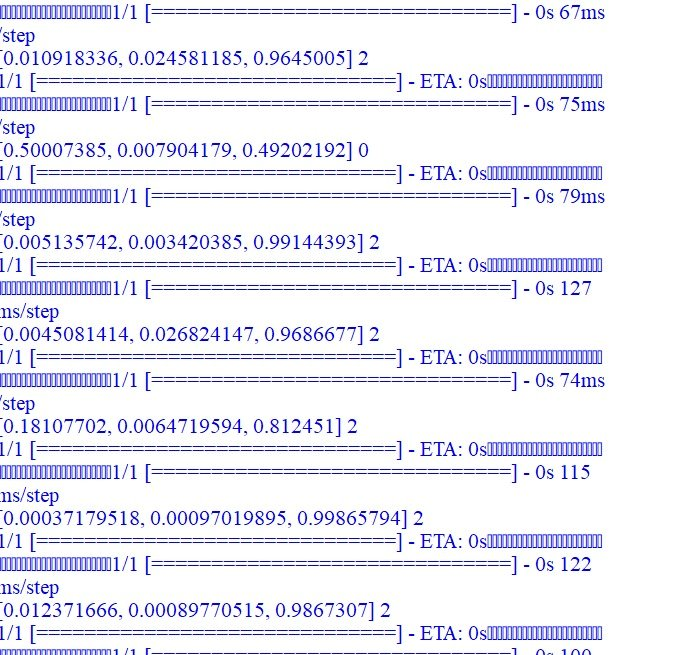 1/1 [==============================] - 0s 67ms
/step
[0.010918336, 0.024581185, 0.9645005] 2
1/1 [==============================] - ETA: 0s
1/1 [==============================] - 0s 75ms
/step
[0.50007385, 0.007904179, 0.49202192] 0
1/1 [==============================] - ETA: 0s
1/1 [==============================] - 0s 79ms
/step
[0.005135742, 0.003420385, 0.99144393] 2
1/1 [==============================] - ETA: 0s
1/1 [==============================] - 0s 127
ms/step
[0.0045081414, 0.026824147, 0.9686677] 2
1/1 [==============================] - ETA: 0s
1/1 [==============================] - 0s 74ms
/step
[0.18107702, 0.0064719594, 0.812451] 2
1/1 [==============================] - ETA: 0s
1/1 [==============================] - 0s 115
ms/step
[0.00037179518, 0.00097019895, 0.99865794] 2
1/1 [==============================] - ETA: 0s
1/1 [==============================] - 0s 122
ms/step
[0.012371666, 0.00089770515, 0.9867307] 2
1/1 [==============================] - ETA: 0s
1/1 [==============================] - 0s 100